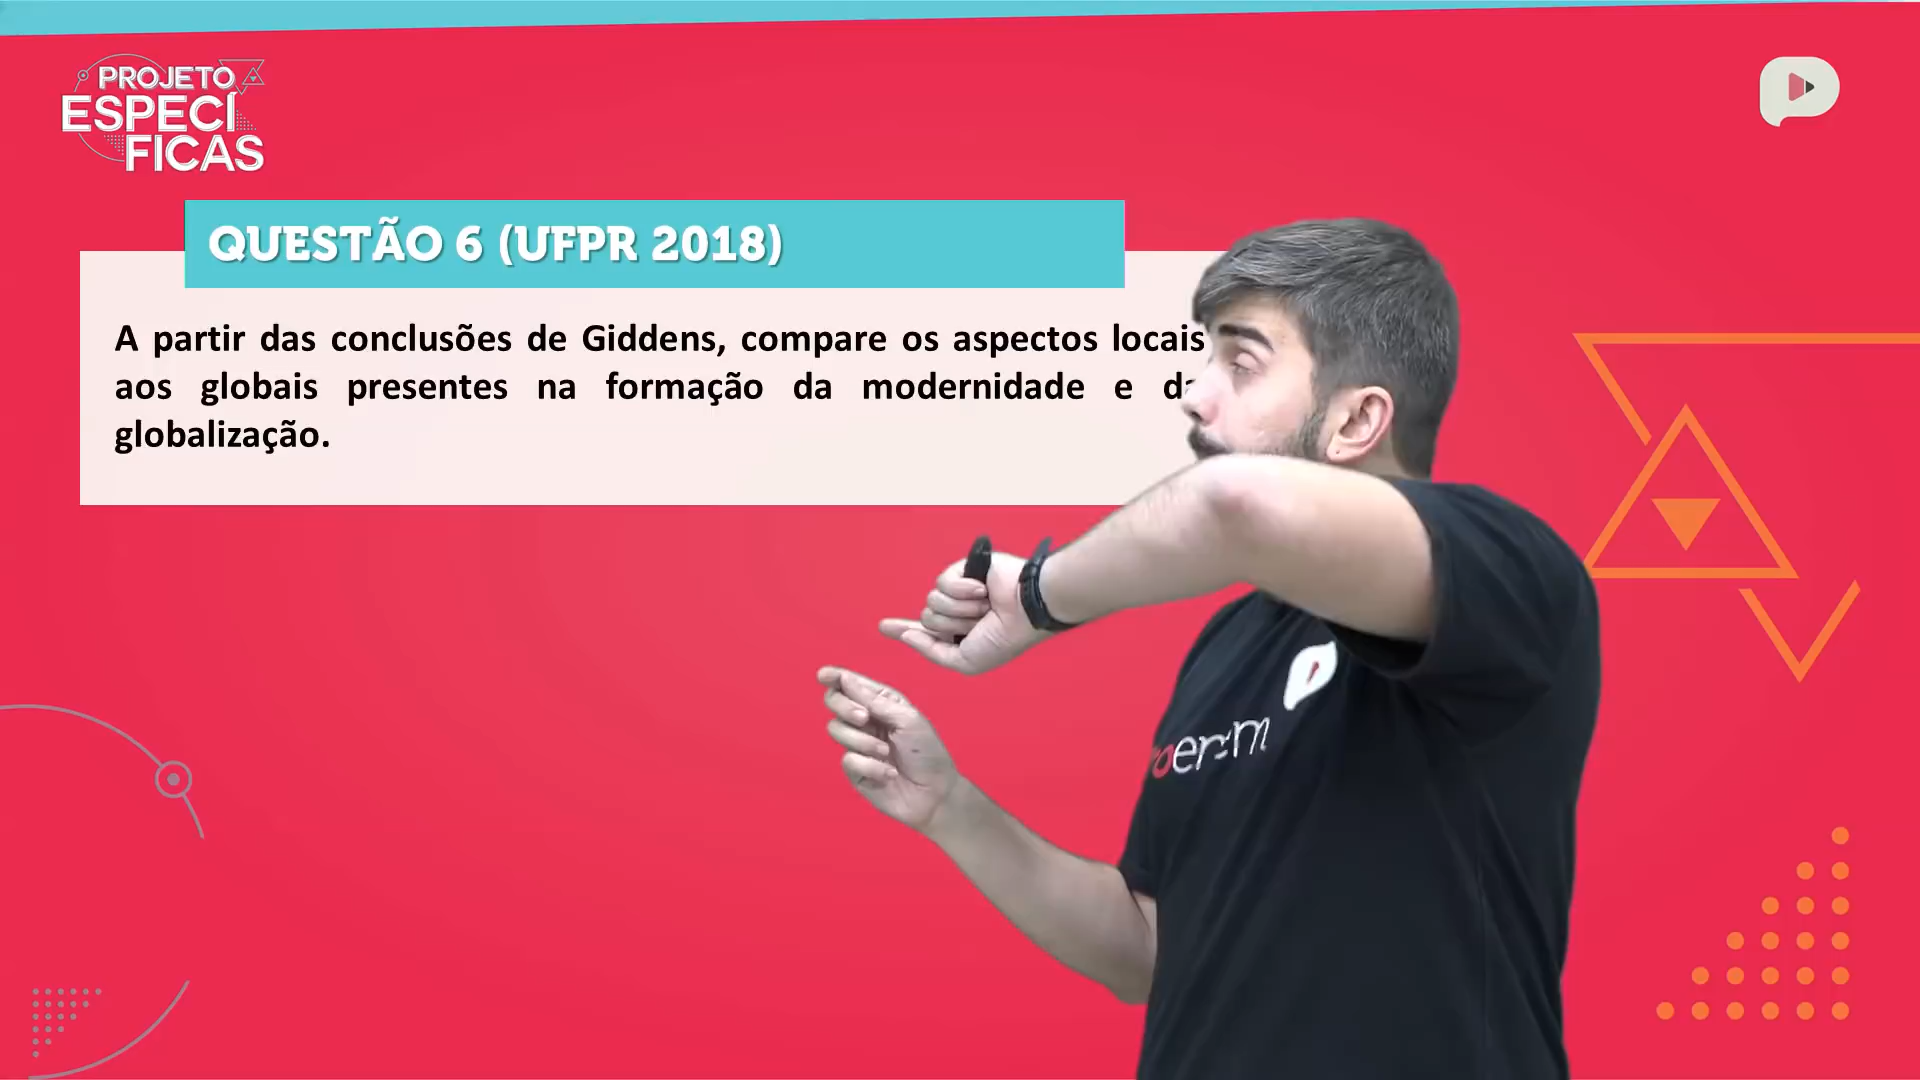 PROJETO
ESPECÍ
FICAS
QUESTÃO 6 (UFPR 2018)
A partir das conclusões de Giddens, compare os aspectos locais
aos globais presentes na formação da modernidade e
globalização.